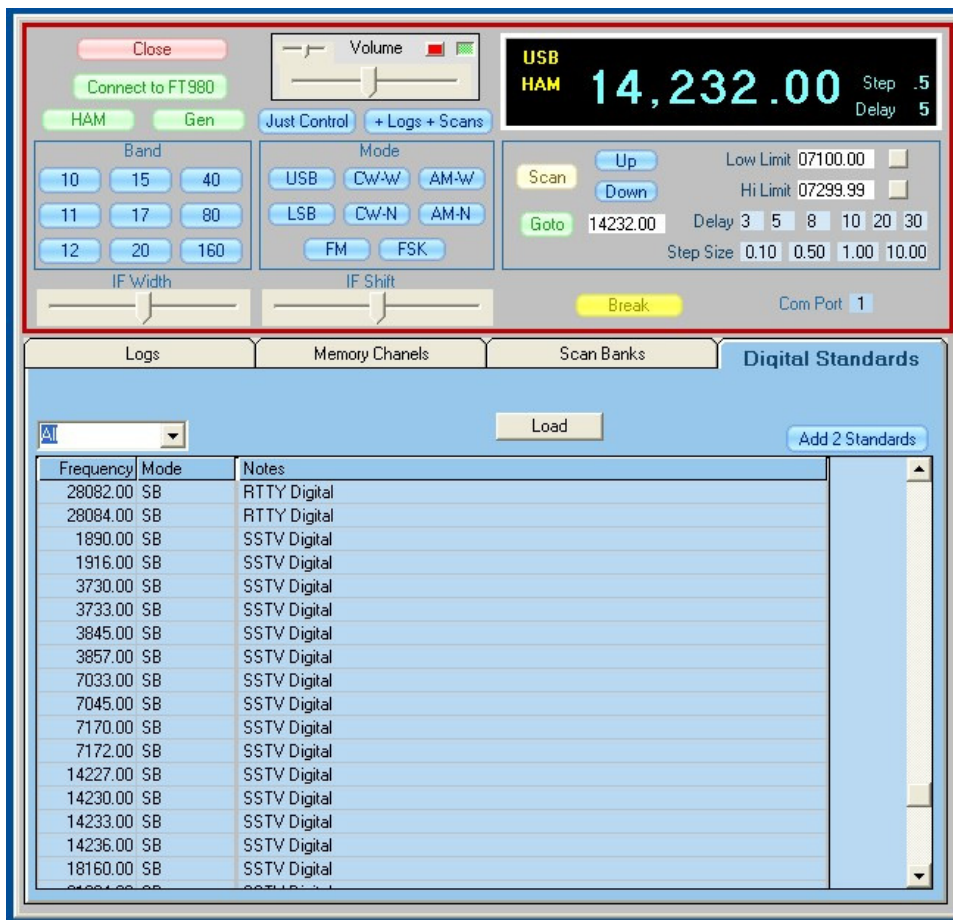 Close
Volume
Connect to FT980
HAM Gen
Just Control + Logs + Scans
USB
HAM
14,232.00
Step .5
Delay 5
Band
10 15 40
11 17 80
12 20 160
Mode
USB CW-W AM-W
LSB CW-N AM-N
FM FSK
Scan Up Low Limit 07100.00
Down Hi Limit 07299.99
Goto 14232.00 Delay 3 5 8 10 20 30
Step Size 0.10 0.50 1.00 10.00
IF Width IF Shift
Break Com Port 1
Logs Memory Chanels Scan Banks Digital Standards
All Load Add 2 Standards
Frequency Mode Notes
28082.00 SB RTTY Digital
28084.00 SB RTTY Digital
1890.00 SB SSTV Digital
1916.00 SB SSTV Digital
3730.00 SB SSTV Digital
3733.00 SB SSTV Digital
3845.00 SB SSTV Digital
3857.00 SB SSTV Digital
7033.00 SB SSTV Digital
7045.00 SB SSTV Digital
7170.00 SB SSTV Digital
7172.00 SB SSTV Digital
14227.00 SB SSTV Digital
14230.00 SB SSTV Digital
14233.00 SB SSTV Digital
14236.00 SB SSTV Digital
18160.00 SB SSTV Digital